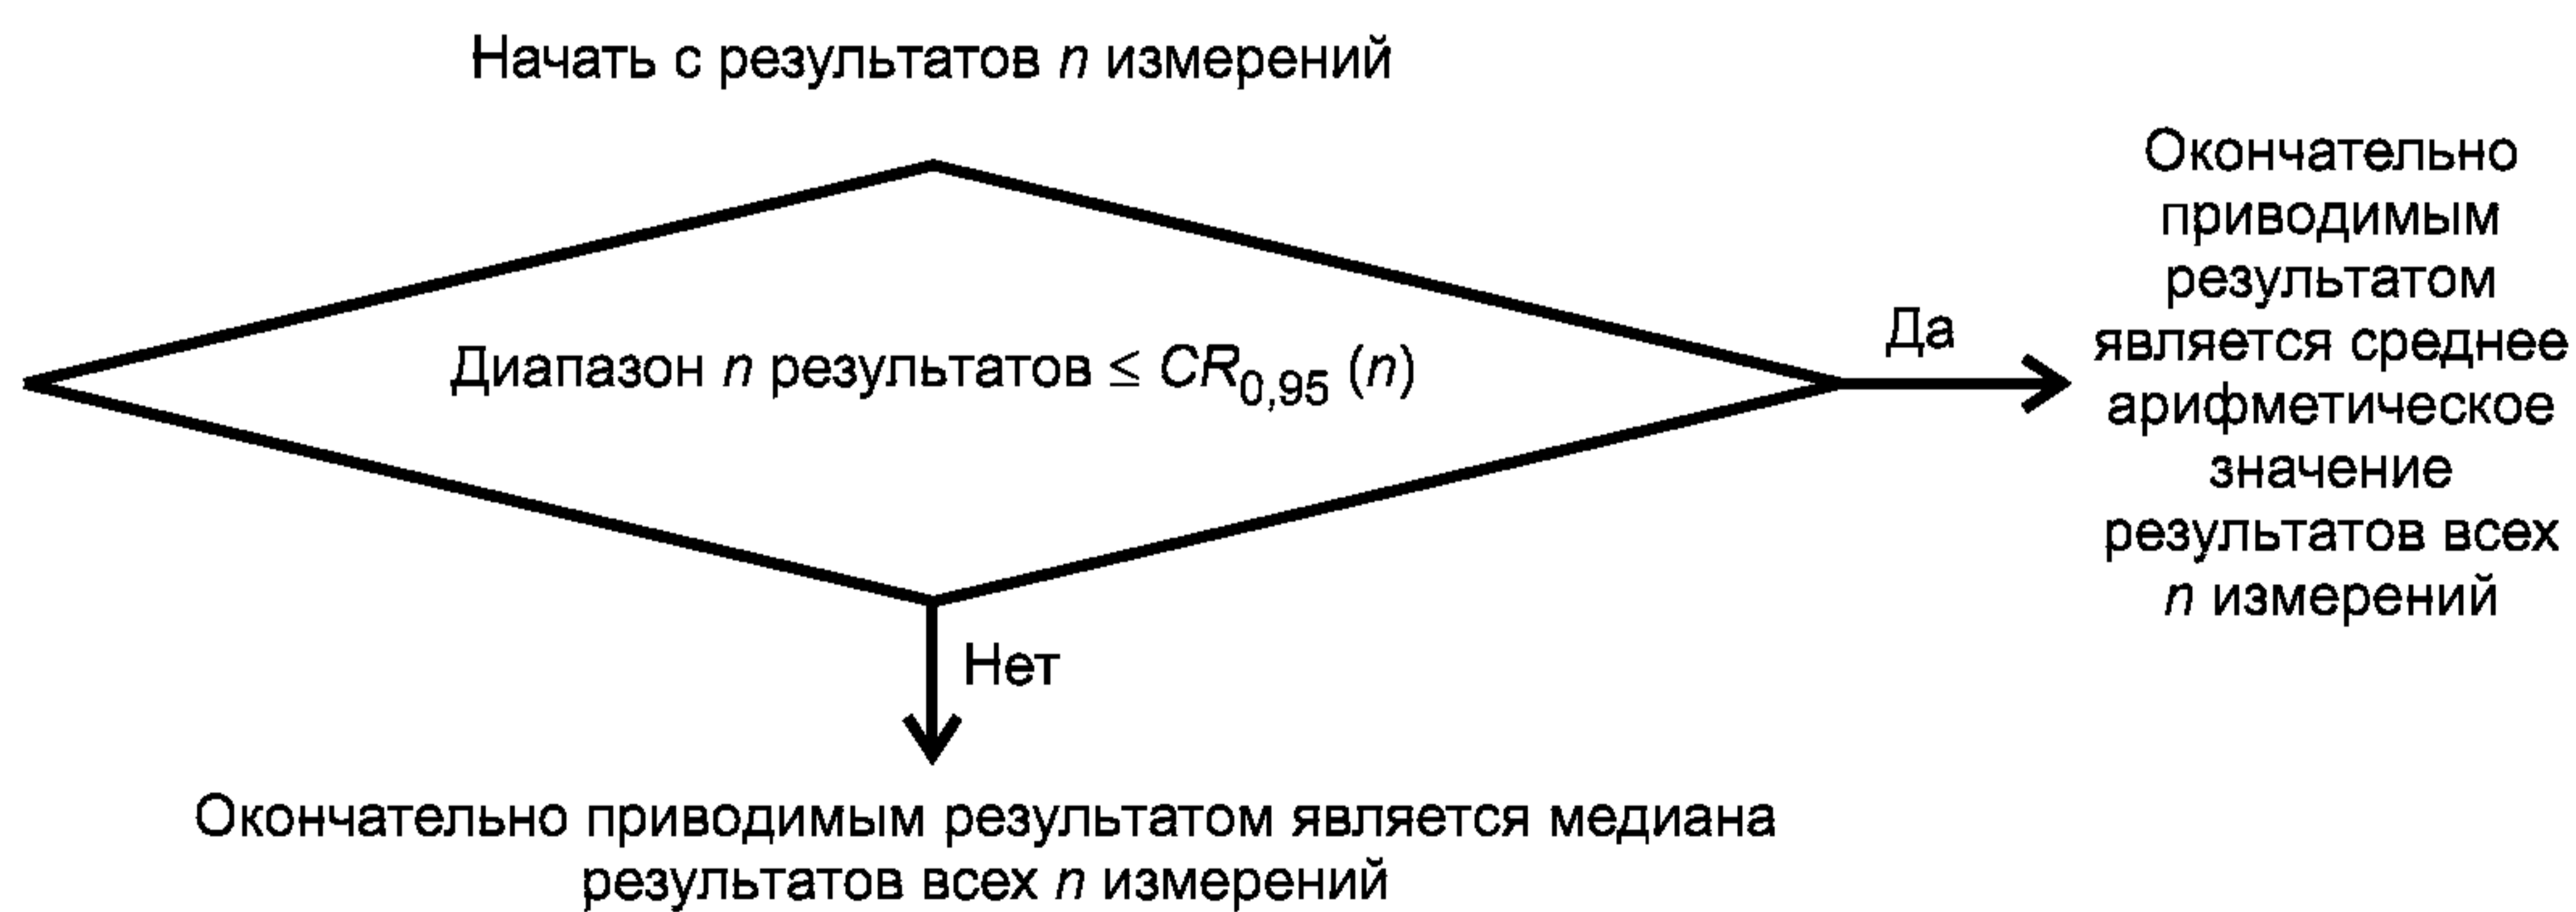 Начать с результатов n измерений
Диапазон n результатов ≤ CR0,95 (n)
Да
Окончательно
приводимым
результатом
является среднее
арифметическое
значение
результатов всех
n измерений
Нет
Окончательно приводимым результатом является медиана
результатов всех n измерений